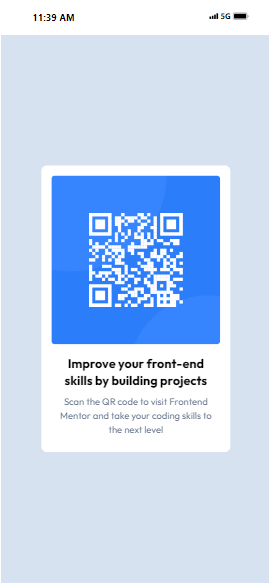 11:39 AM
5G
Improve your front-end
skills by building projects
Scan the QR code to visit Frontend
Mentor and take your coding skills to
the next level